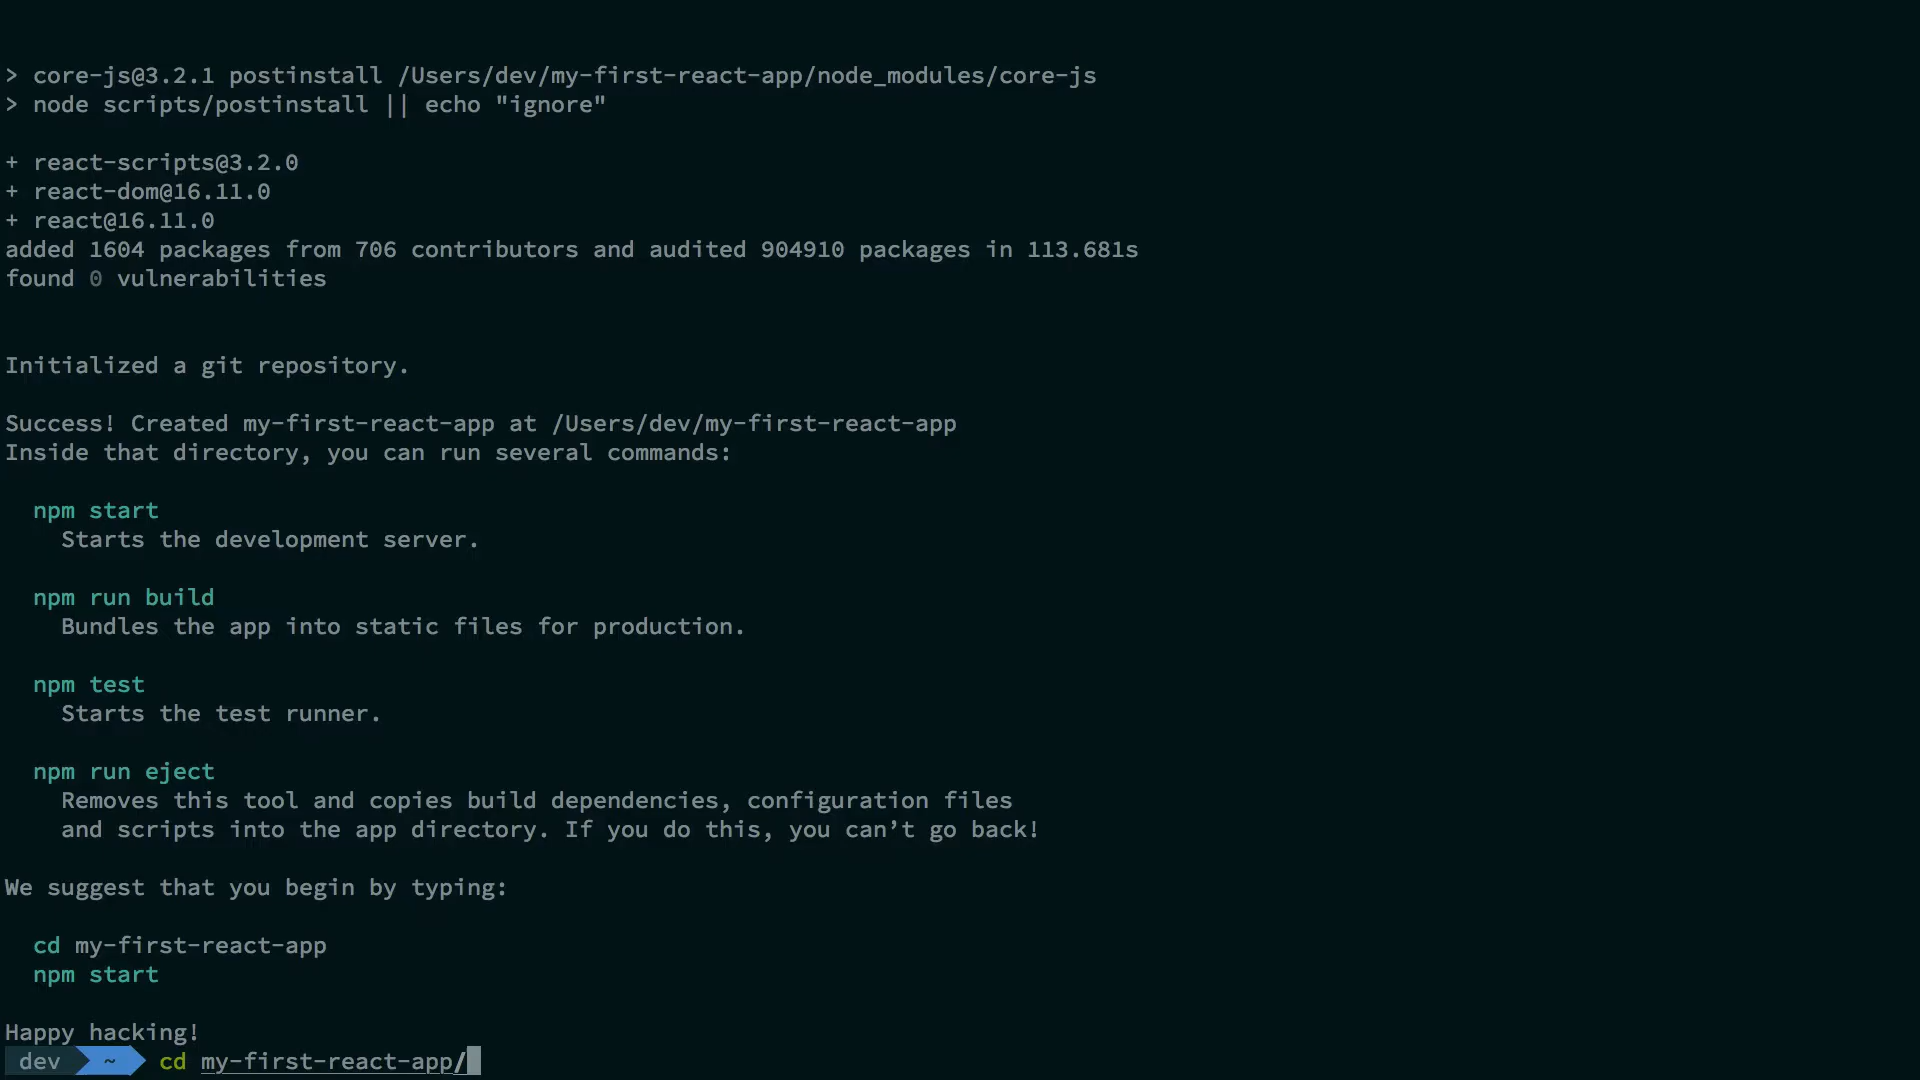 > core-js@3.2.1 postinstall /Users/dev/my-first-react-app/node_modules/core-js
> node scripts/postinstall || echo "ignore"
+ react-scripts@3.2.0
+ react-dom@16.11.0
+ react@16.11.0
added 1604 packages from 706 contributors and audited 904910 packages in 113.681s
found 0 vulnerabilities
Initialized a git repository.
Success! Created my-first-react-app at /Users/dev/my-first-react-app
Inside that directory, you can run several commands:
npm start
Starts the development server.
npm run build
Bundles the app into static files for production.
npm test
Starts the test runner.
npm run eject
Removes this tool and copies build dependencies, configuration files
and scripts into the app directory. If you do this, you can’t go back!
We suggest that you begin by typing:
cd my-first-react-app
npm start
Happy hacking!
dev ~ cd my-first-react-app/